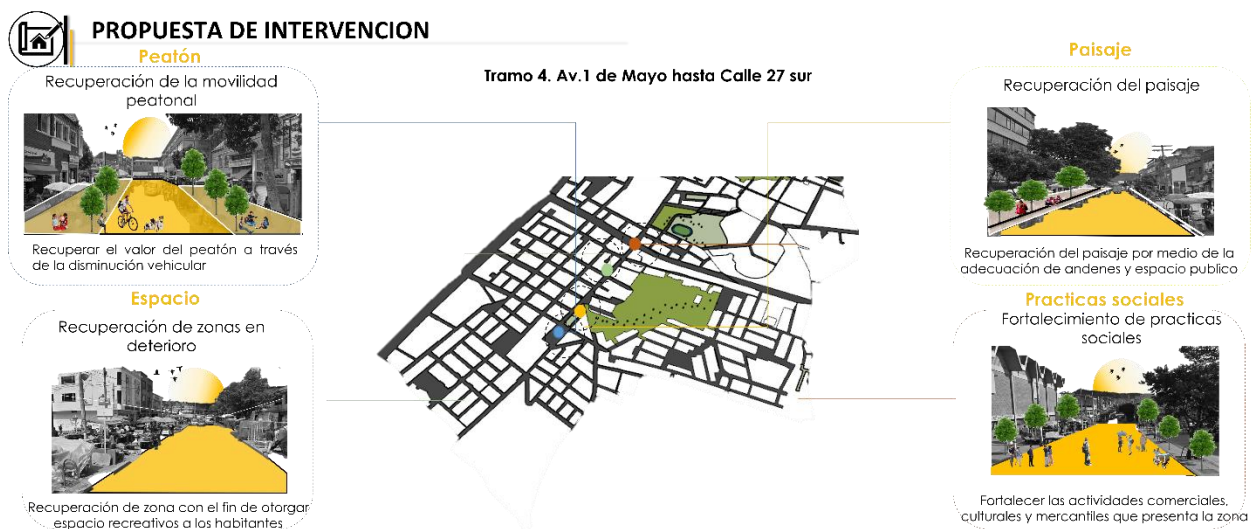 PROPUESTA DE INTERVENCION
Peatón
Recuperación de la movilidad
peatonal
Recuperar el valor del peatón a través
de la disminución vehicular
Espacio
Recuperación de zonas en
deterioro
Recuperación de zona con el fin de otorgar
espacio recreativos a los habitantes
Tramo 4. Av.1 de Mayo hasta Calle 27 sur
Paisaje
Recuperación del paisaje
Recuperación del paisaje por medio de la
adecuación de andenes y espacio publico
Practicas sociales
Fortalecimiento de practicas
sociales
Fortalecer las actividades comerciales,
culturales y mercantiles que presenta la zona